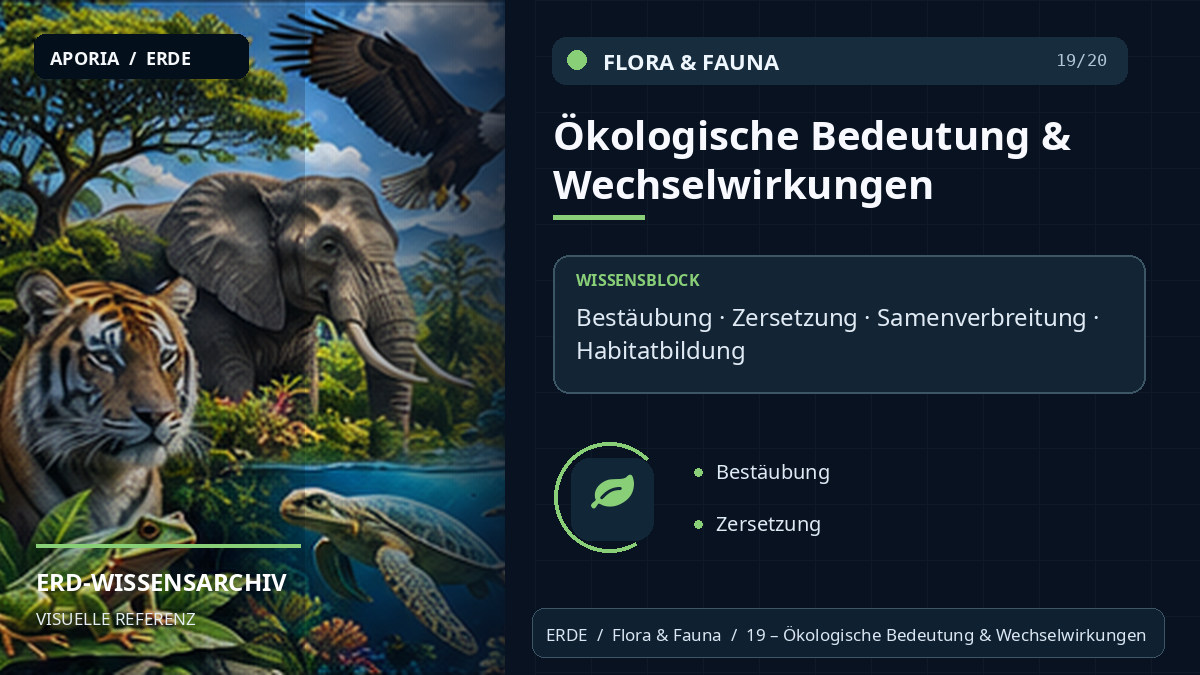 APORIA / ERDE
ERD-WISSENSARCHIV
VISUELLE REFERENZ
FLORA & FAUNA
19/20
Ökologische Bedeutung &
Wechselwirkungen
WISSENSBLOCK
Bestäubung · Zersetzung · Samenverbreitung ·
Habitatbildung
Bestäubung
Zersetzung
ERDE / Flora & Fauna / 19 – Ökologische Bedeutung & Wechselwirkungen